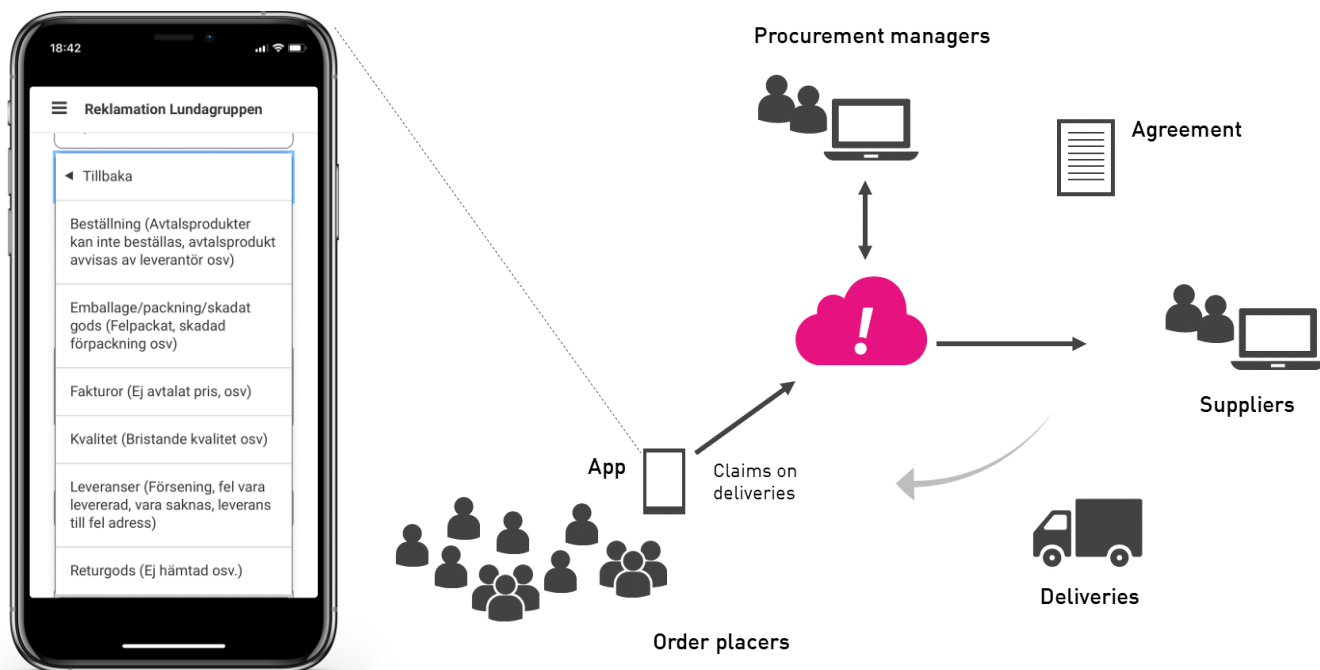 18:42
Reklamation Lundagruppen
Tillbaka
Beställning (Avtalsprodukter
kan inte beställas, avtalsprodukt
avvisas av leverantör osv)
Emballage/packning/skadat
gods (Felpackat, skadad
förpackning osv)
Fakturor (Ej avtalat pris, osv)
Kvalitet (Bristande kvalitet osv)
Leveranser (Försening, fel vara
levererad, vara saknas, leverans
till fel adress)
Returgods (Ej hämtad osv.)
Procurement managers
Agreement
!
Suppliers
App
Claims on
deliveries
Deliveries
Order placers